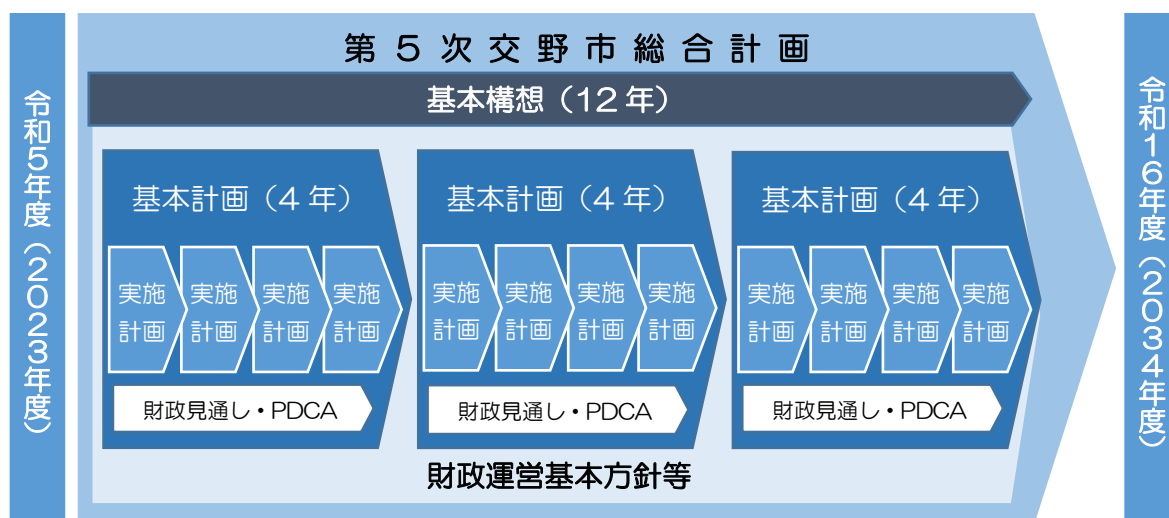 令和5年度（2023年度）
第5次交野市総合計画
基本構想（12年）
基本計画（4年）
実施
計画
実施
計画
実施
計画
実施
計画
財政見通し・PDCA
基本計画（4年）
実施
計画
実施
計画
実施
計画
実施
計画
財政見通し・PDCA
基本計画（4年）
実施
計画
実施
計画
実施
計画
実施
計画
財政見通し・PDCA
財政運営基本方針等
令和16年度（2034年度）